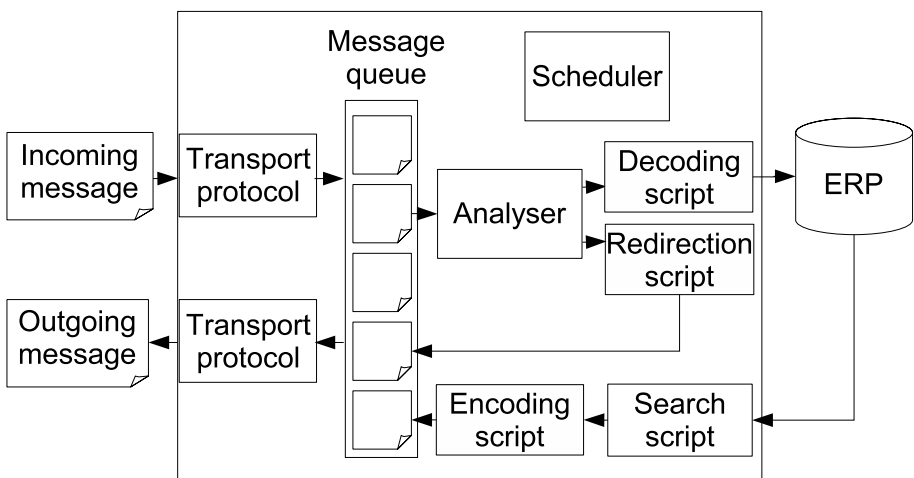 Message
queue
Scheduler
Incoming
message
Transport
protocol
Analyser
Decoding
script
ERP
Redirection
script
Outgoing
message
Transport
protocol
Encoding
script
Search
script